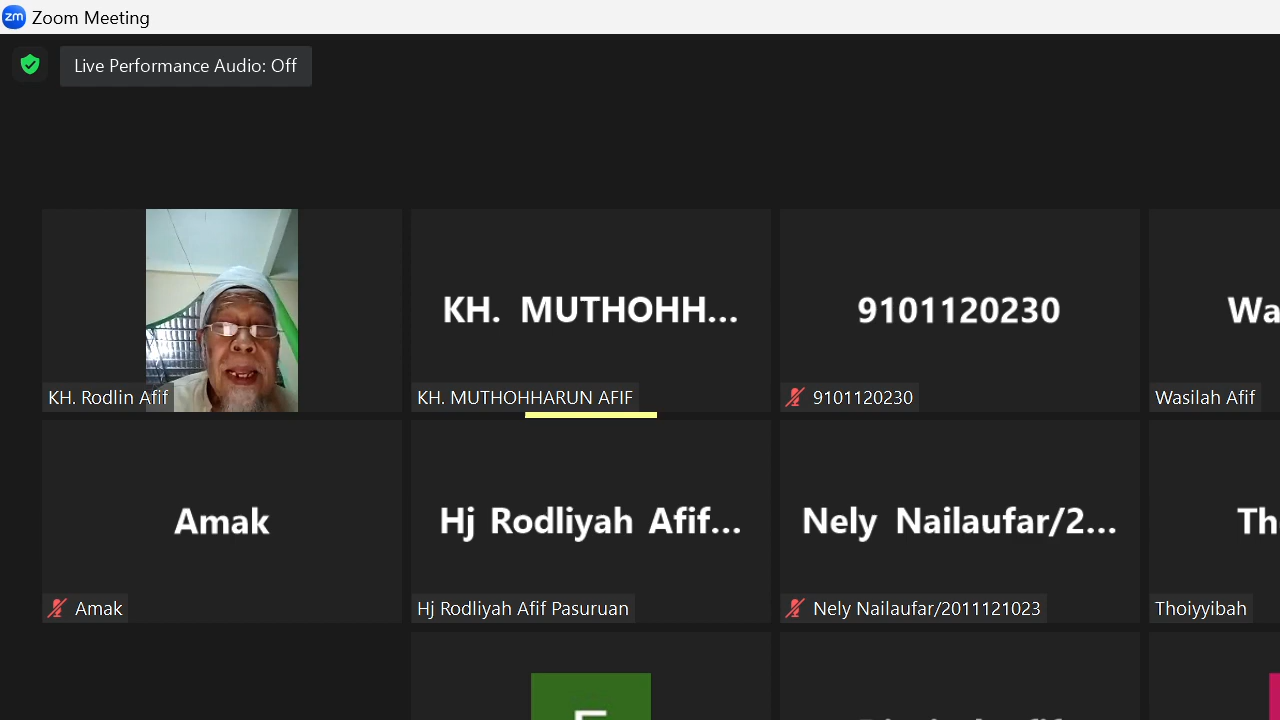 zm Zoom Meeting
Live Performance Audio: Off
KH. MUTHOHH...
9101120230
Wa
KH. Rodlin Afif
KH. MUTHOHHARUN AFIF
9101120230
Wasilah Afif
Amak
Hj Rodliyah Afif...
Nely Nailaufar/2...
Th
Amak
Hj Rodliyah Afif Pasuruan
Nely Nailaufar/2011121023
Thoiyyibah